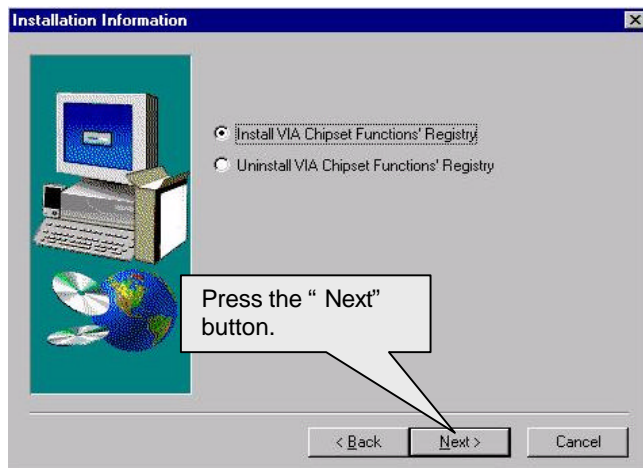 Installation Information
Install VIA Chipset Functions' Registry
Uninstall VIA Chipset Functions' Registry
Press the “ Next”
button.
< Back
Next >
Cancel